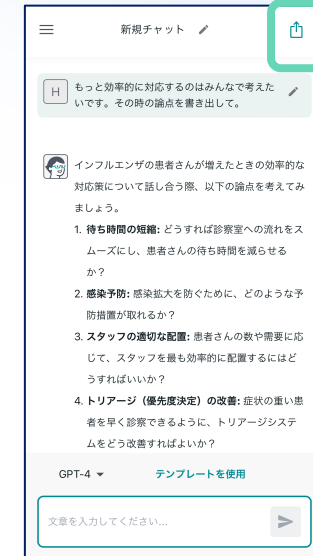 新規チャット
H
もっと効率的に対応するのはみんなで考えた
いです。その時の論点を書き出して。
インフルエンザの患者さんが増えたときの効率的な
対応策について話し合う際、以下の論点を考えてみ
ましょう。
1. 待ち時間の短縮: どうすれば診察室への流れをス
ムーズにし、患者さんの待ち時間を減らせる
か？
2. 感染予防: 感染拡大を防ぐために、どのような予
防措置が取れるか？
3. スタッフの適切な配置: 患者さんの数や需要に応
じて、スタッフを最も効率的に配置するにはど
うすればいいか？
4. トリアージ（優先度決定）の改善: 症状の重い患
者を早く診察できるように、トリアージシステ
ムをどう改善すればよいか？
GPT-4
テンプレートを使用
文章を入力してください...